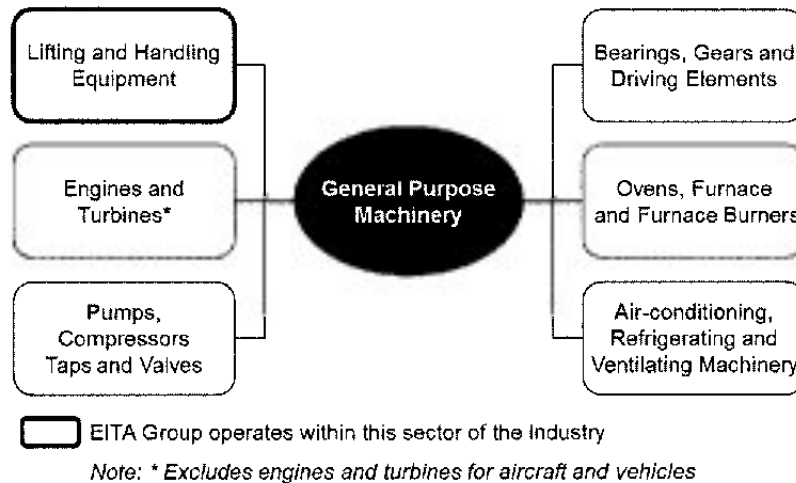 Lifting and Handling
Equipment
Engines and
Turbines*
Pumps,
Compressors
Taps and Valves
General Purpose
Machinery
Bearings, Gears and
Driving Elements
Ovens, Furnace
and Furnace Burners
Air-conditioning,
Refrigerating and
Ventilating Machinery
EITA Group operates within this sector of the Industry
Note: * Excludes engines and turbines for aircraft and vehicles